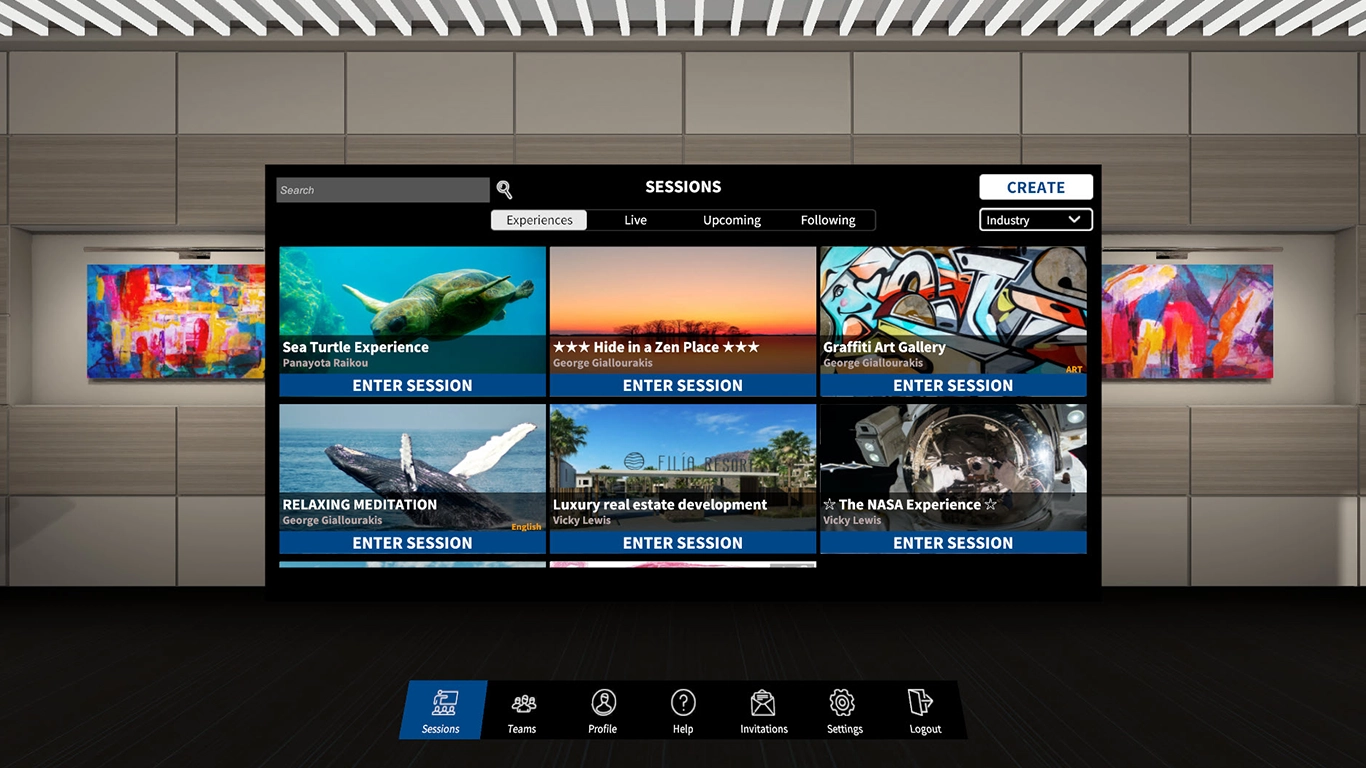 Search
SESSIONS
CREATE
Experiences
Live
Upcoming
Following
Industry
Sea Turtle Experience
Panayota Raikou
ENTER SESSION
★★★ Hide in a Zen Place ★★★
George Giallourakis
ENTER SESSION
Graffiti Art Gallery
George Giallourakis
ART
ENTER SESSION
RELAXING MEDITATION
George Giallourakis
English
ENTER SESSION
FILIA RESORT
Luxury real estate development
Vicky Lewis
ENTER SESSION
☆ The NASA Experience ☆
Vicky Lewis
ENTER SESSION
Sessions
Teams
Profile
Help
Invitations
Settings
Logout